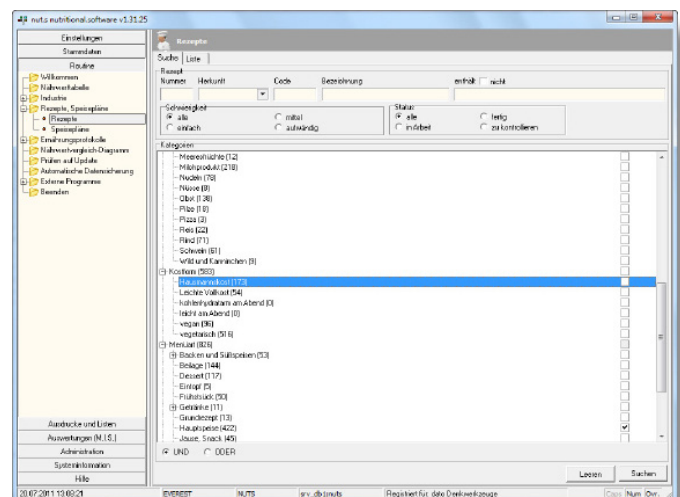 nut.s nutritional.software v1.31.25
Einstellungen
Stammdaten
Routine
Willkommen
Nährwerttabelle
Industrie
Rezepte, Speisepläne
Rezepte
Speisepläne
Ernährungsprotokolle
Nährwertvergleich-Diagramm
Prüfen auf Update
Automatische Datensicherung
Externe Programme
Beenden
Ausdrucke und Listen
Auswertungen (M.I.S.)
Administration
Systeminformation
Hilfe
Rezepte
Suche Liste
Rezept
Nummer Herkunft Code Bezeichnung enthält nicht
Schwierigkeit
alle mittel
einfach aufwändig
Status
alle fertig
in Arbeit zu kontrollieren
Kategorien
Meeresfrüchte (12)
Milchprodukt (218)
Nudeln (78)
Nüsse (8)
Obst (138)
Pilze (18)
Pizza (3)
Reis (22)
Rind (71)
Schwein (61)
Wild und Kaninchen (9)
Kostform (583)
Hausmannskost (173)
Leichte Vollkost (54)
kohlenhydratarm am Abend (0)
leicht am Abend (0)
vegan (96)
vegetarisch (516)
Menüart (826)
Backen und Süßspeisen (53)
Beilage (144)
Dessert (117)
Eintopf (5)
Frühstück (50)
Getränke (11)
Grundrezept (13)
Hauptspeise (422)
Jause, Snack (45)
UND ODER
Leeren Suchen
20.07.2011 13:09:21 EVEREST NUTS srv_db:snuts Registriert für: dato Denkwerkzeuge Caps Num Ovr